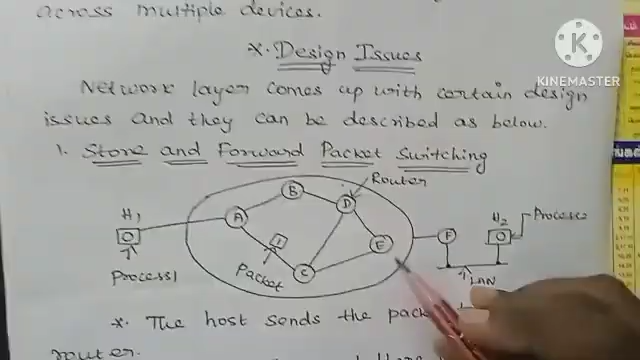 across multiple devices.
* Design Issues
KINEMASTER
Network layer comes up with certain design
issues and they can be described as below.
1. Store and Forward Packet Switching
Router
B
D
H1
A
1
E
F
H2
Process2
Process1
Packet
C
LAN
* The host sends the pack
router.